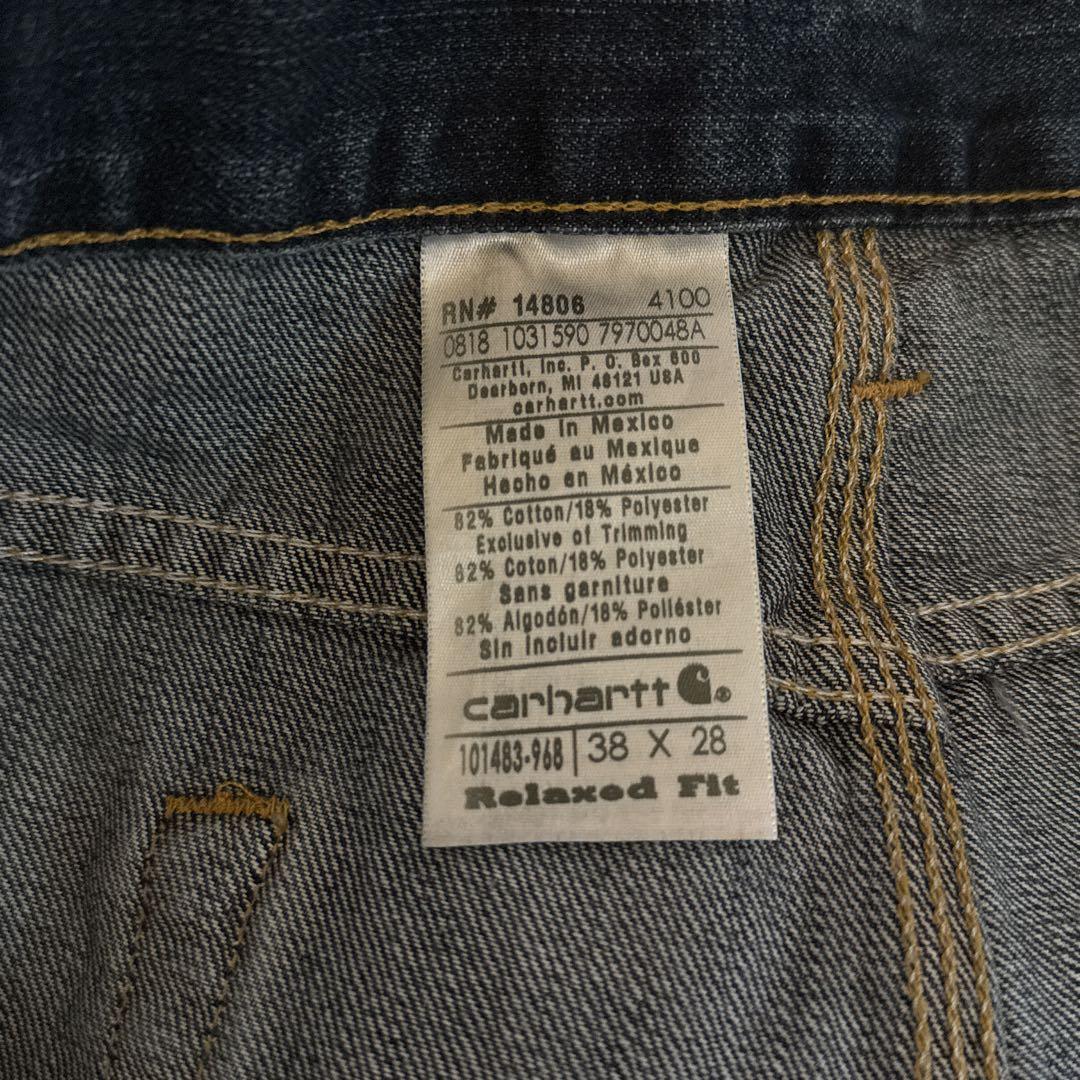 RN# 14806 4100
0818 1031590 7970048A
Carhartt, Inc. P. O. Box 600
Dearborn, MI 48121 USA
carhartt.com
Made in Mexico
Fabriqué au Mexique
Hecho en México
82% Cotton/18% Polyester
Exclusive of Trimming
82% Coton/18% Polyester
Sans garniture
82% Algodón/18% Poliéster
Sin incluir adorno
carhartt ®
101483-968 | 38 X 28
Relaxed Fit